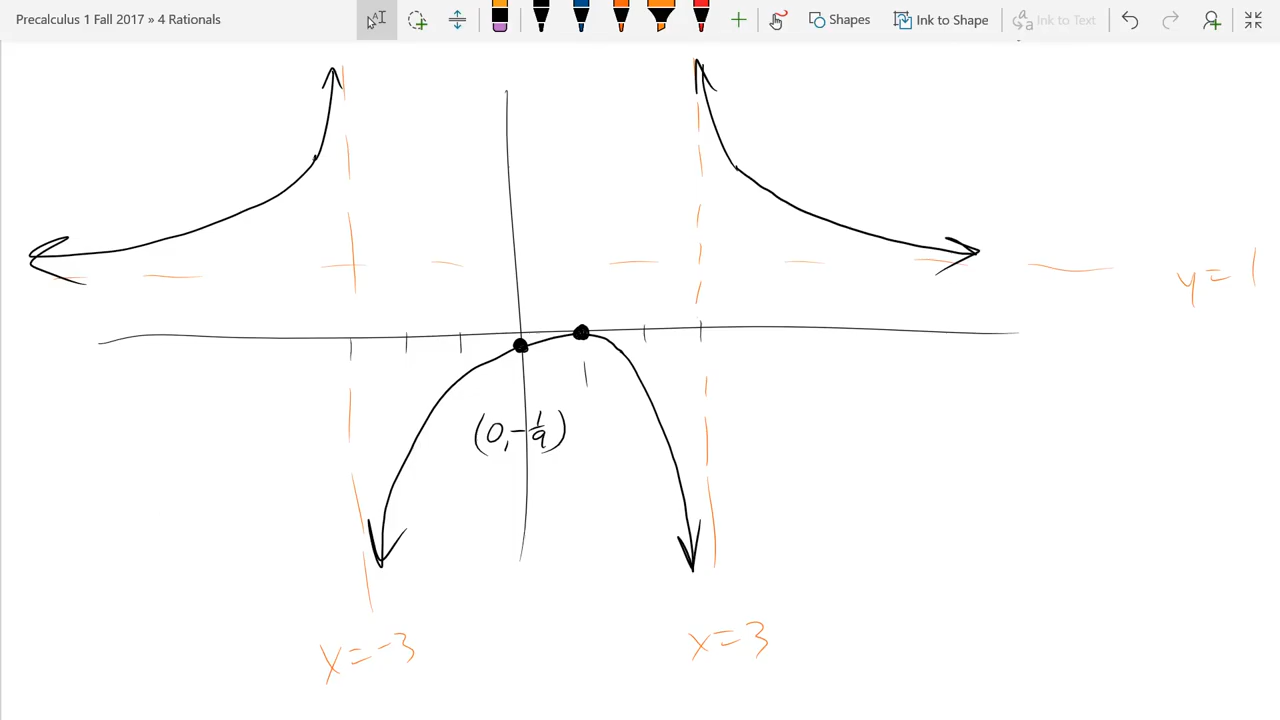 Precalculus 1 Fall 2017 » 4 Rationals
Shapes
Ink to Shape
Ink to Text
y = 1
1
(0, -1/9)
x = -3
x = 3